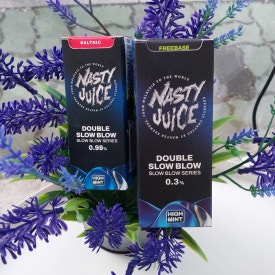 SALTNIC
NASTY
JUICE
DOUBLE
SLOW BLOW
SLOW BLOW SERIES
0.98%
HIGH
MINT
FREEBASE
NASTY
JUICE
DOUBLE
SLOW BLOW
SLOW BLOW SERIES
0.3%
HIGH
MINT